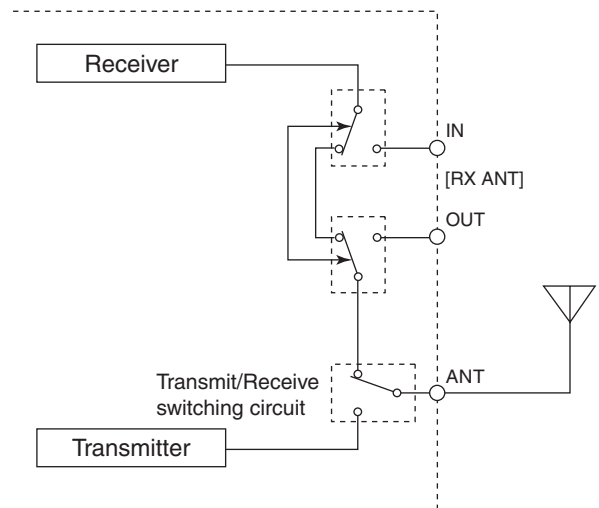 Receiver
IN
[RX ANT]
OUT
ANT
Transmit/Receive
switching circuit
Transmitter